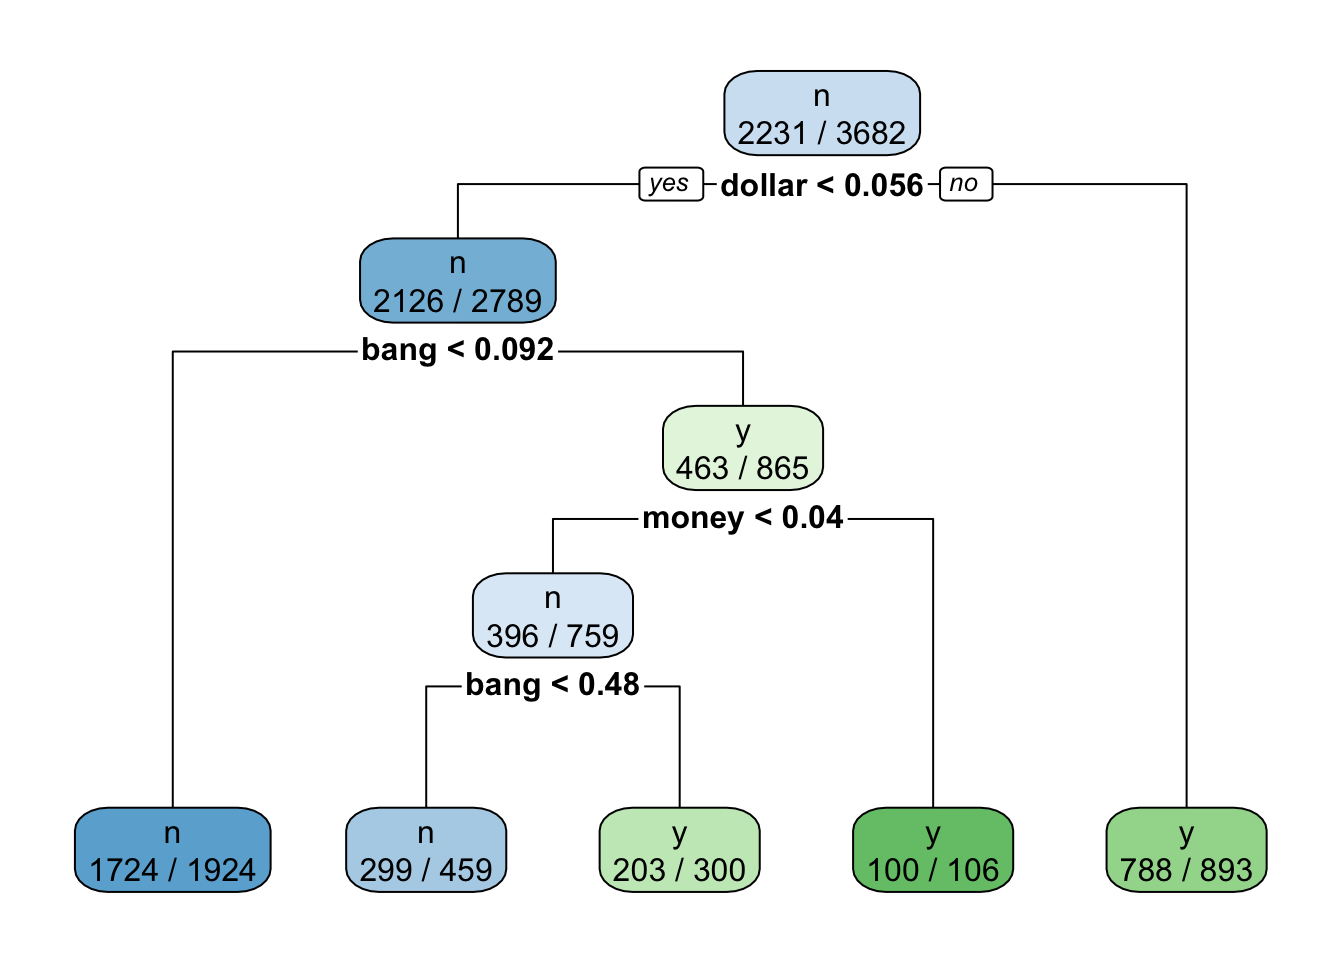 n
2231 / 3682
yes
dollar < 0.056
no
n
2126 / 2789
bang < 0.092
y
463 / 865
money < 0.04
n
396 / 759
bang < 0.48
n
1724 / 1924
n
299 / 459
y
203 / 300
y
100 / 106
y
788 / 893